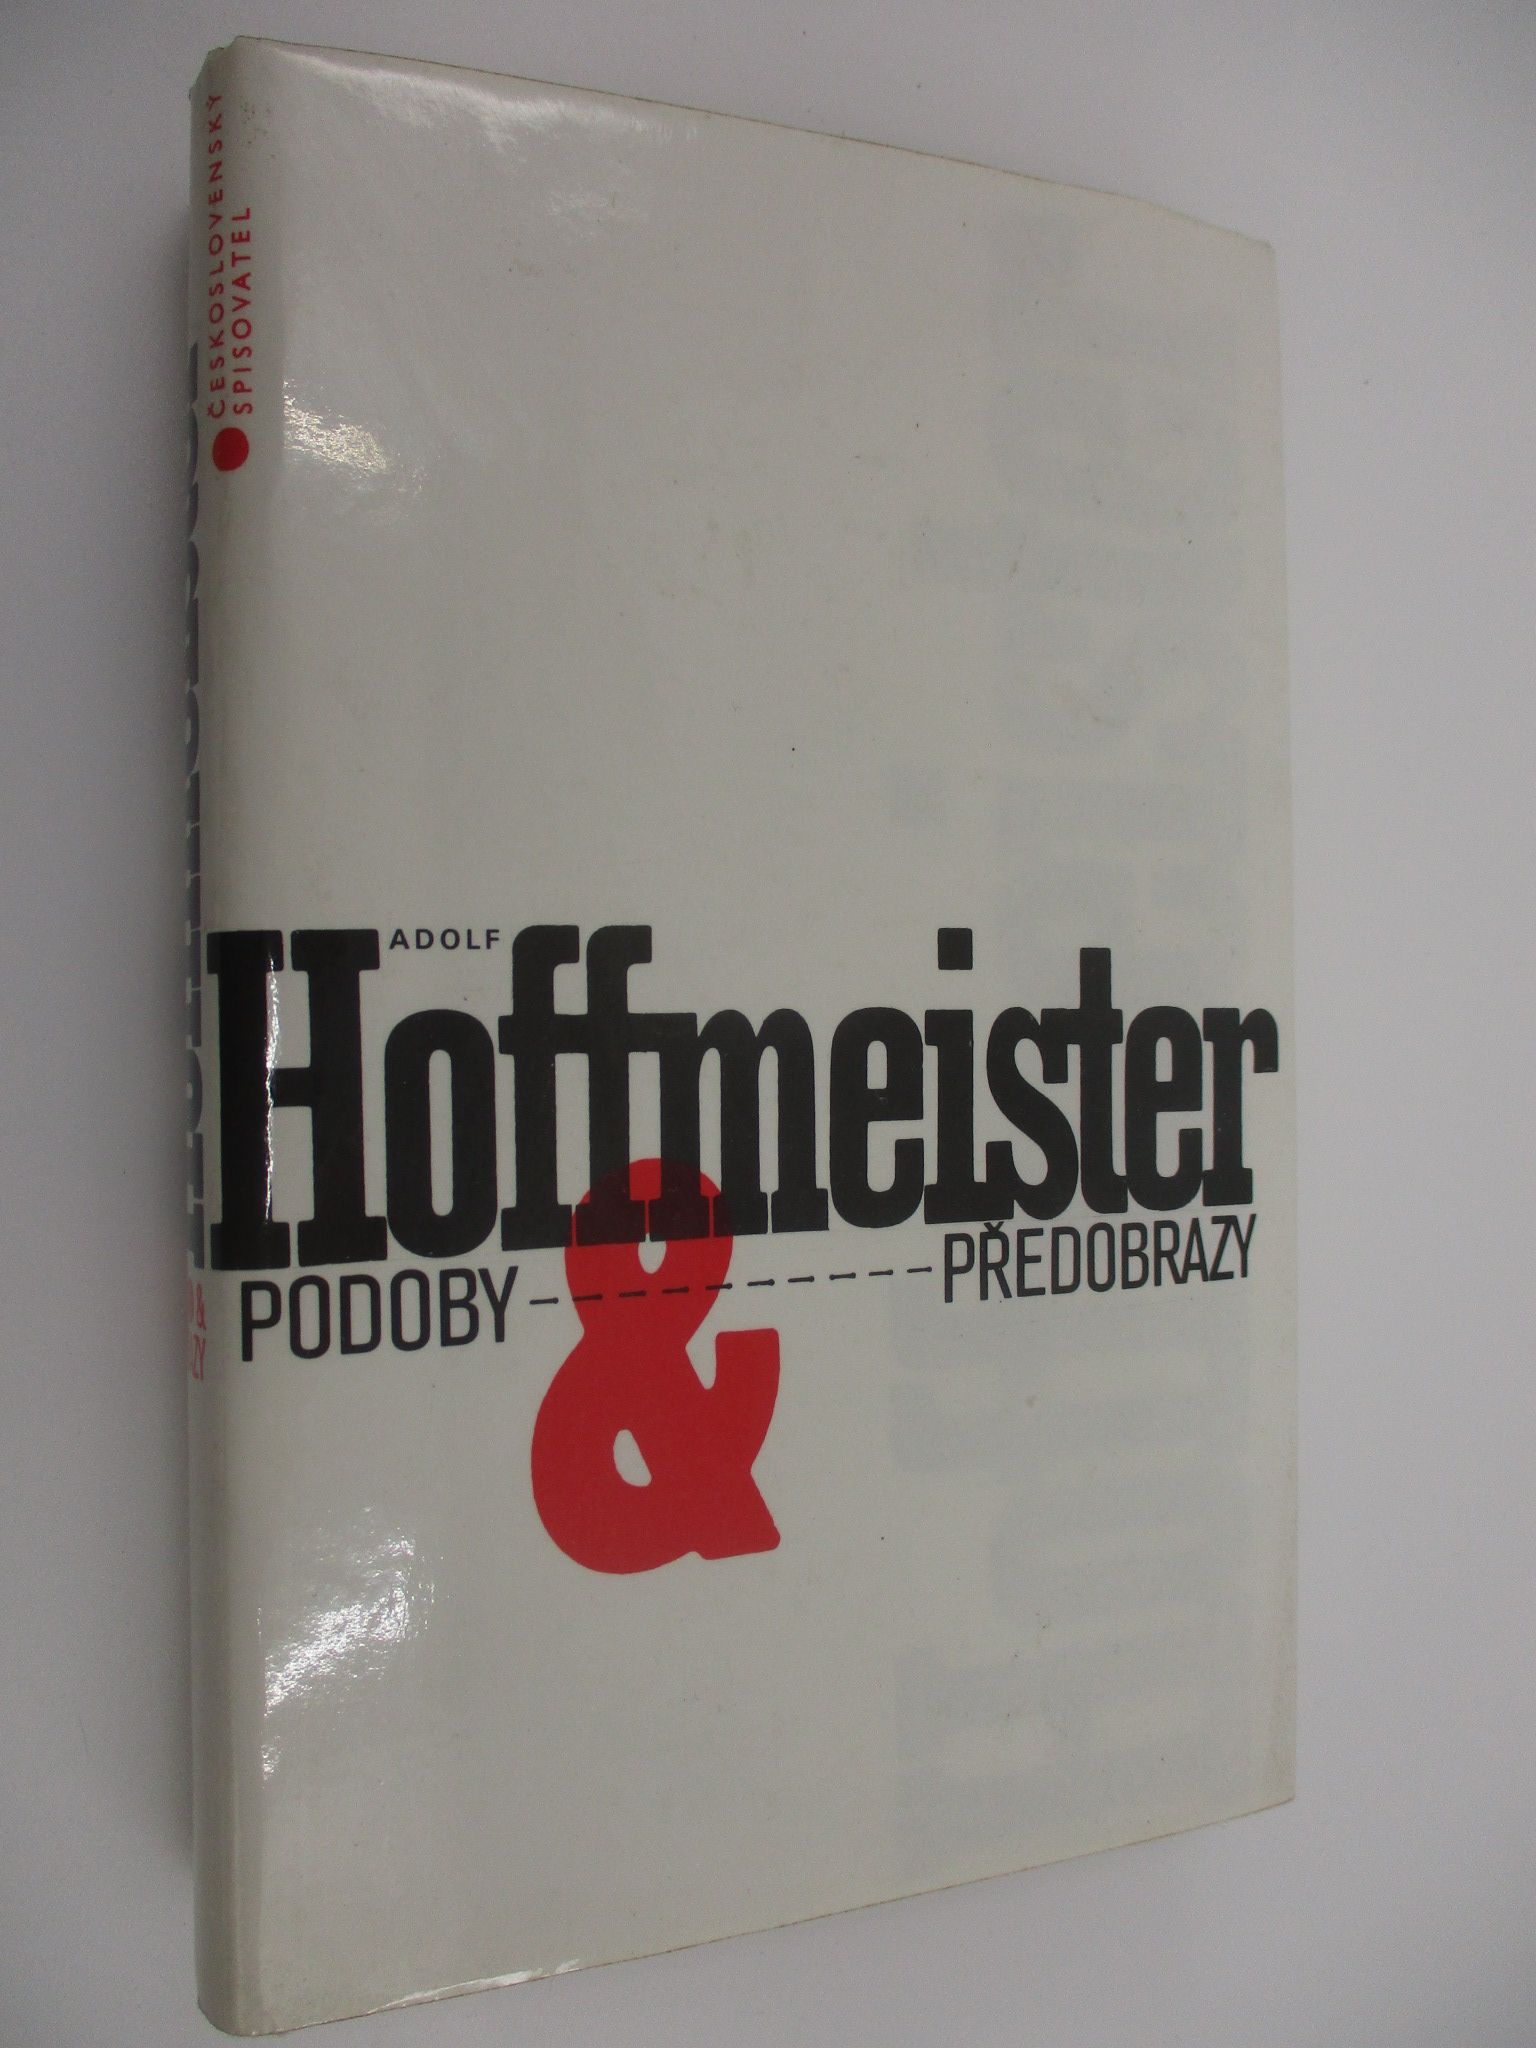 ČESKOSLOVENSKÝ
SPISOVATEL
ADOLF
Hoffmeister
PODOBY
&
PŘEDOBRAZY